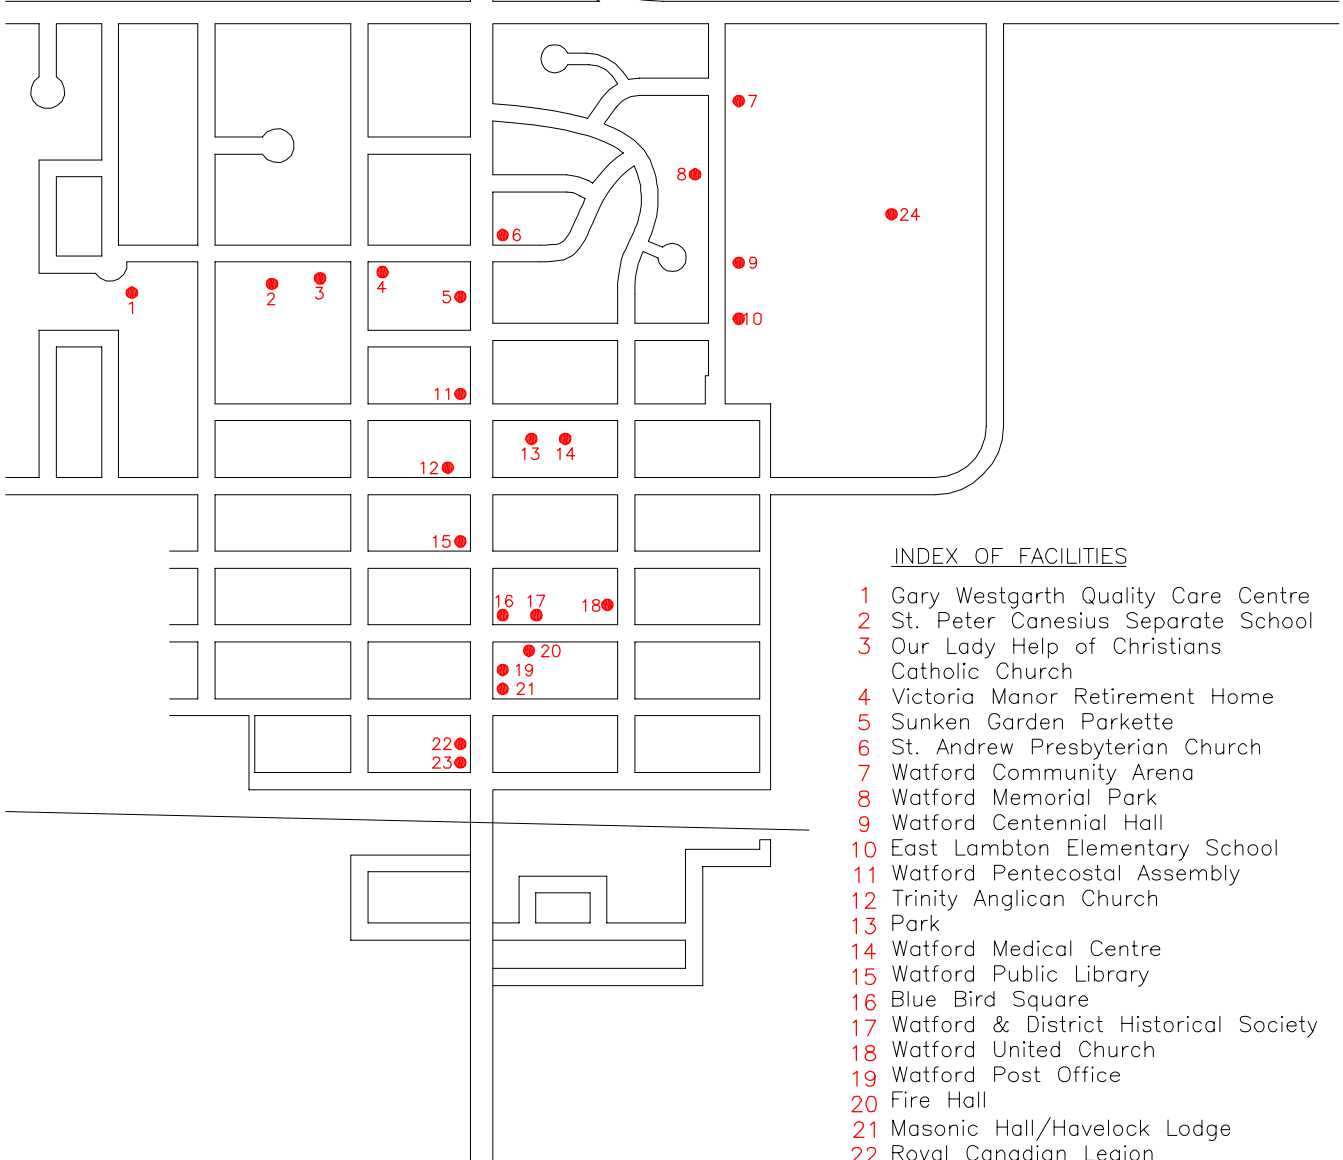 7
8
24
6
9
2
3
4
5
1
10
11
13
14
12
15
16
17
18
20
19
21
22
23
INDEX OF FACILITIES
1 Gary Westgarth Quality Care Centre
2 St. Peter Canesius Separate School
3 Our Lady Help of Christians
Catholic Church
4 Victoria Manor Retirement Home
5 Sunken Garden Parkette
6 St. Andrew Presbyterian Church
7 Watford Community Arena
8 Watford Memorial Park
9 Watford Centennial Hall
10 East Lambton Elementary School
11 Watford Pentecostal Assembly
12 Trinity Anglican Church
13 Park
14 Watford Medical Centre
15 Watford Public Library
16 Blue Bird Square
17 Watford & District Historical Society
18 Watford United Church
19 Watford Post Office
20 Fire Hall
21 Masonic Hall/Havelock Lodge
22 Royal Canadian Legion